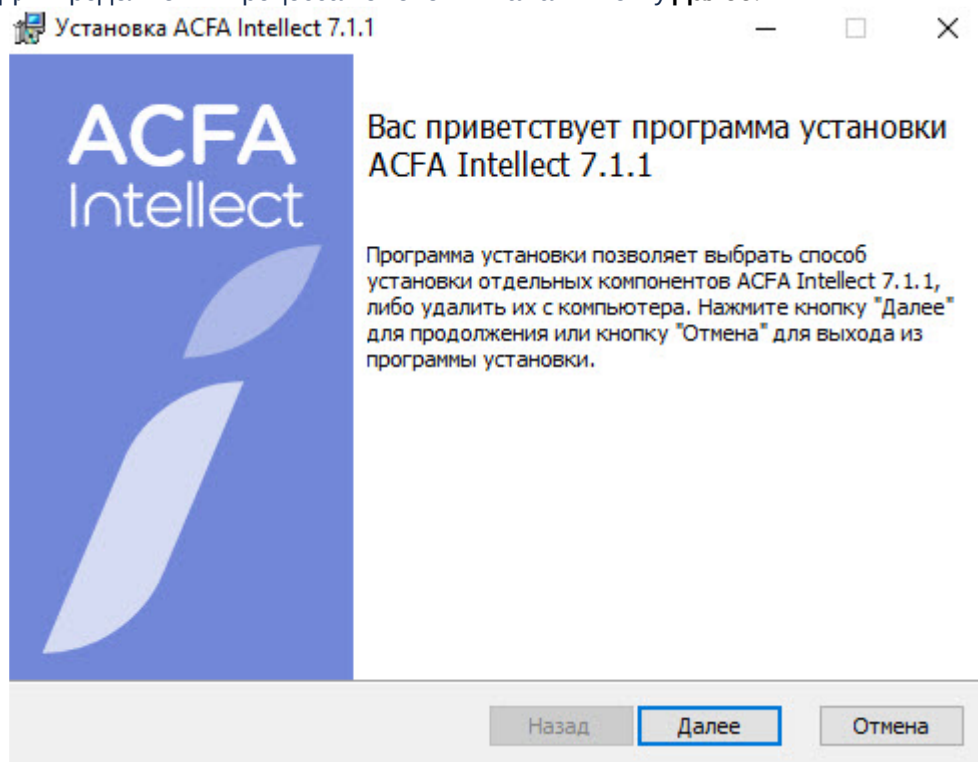 Установка ACFA Intellect 7.1.1
ACFA
Intellect
Вас приветствует программа установки
ACFA Intellect 7.1.1
Программа установки позволяет выбрать способ
установки отдельных компонентов ACFA Intellect 7.1.1,
либо удалить их с компьютера. Нажмите кнопку "Далее"
для продолжения или кнопку "Отмена" для выхода из
программы установки.
Назад
Далее
Отмена